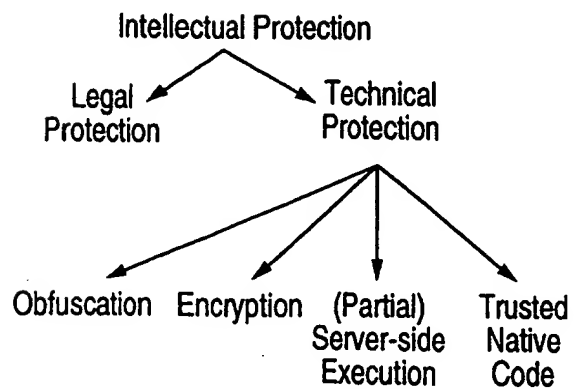 Intellectual Protection
Legal
Protection
Technical
Protection
Obfuscation
Encryption
(Partial)
Server-side
Execution
Trusted
Native
Code